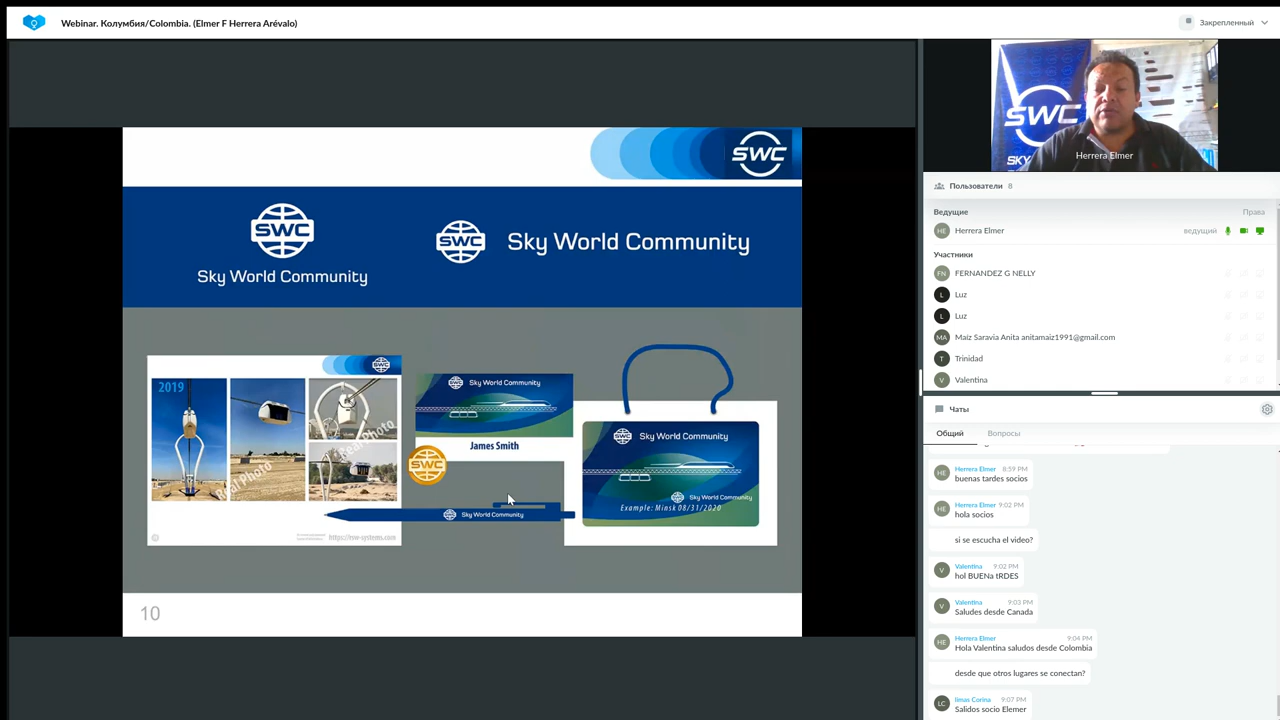 Webinar. Колумбия/Colombia. (Elmer F Herrera Arévalo)
Закрепленный
SWC
SWC
Sky World Community
SWC
Sky World Community
2019
SWC
Real Photo
Real Photo
https://rsw-systems.com
SWC
Sky World Community
James Smith
SWC
Sky World Community
Sky World Community
Sky World Community
Example: Minsk 08/31/2020
10
SWC
SKY
Herrera Elmer
Пользователи 8
Ведущие Права
HE Herrera Elmer ведущий
Участники
FN FERNANDEZ G NELLY
L Luz
L Luz
MA Maíz Saravia Anita anitamaiz1991@gmail.com
T Trinidad
V Valentina
Чаты
Общий Вопросы
HE Herrera Elmer 8:59 PM
buenas tardes socios
HE Herrera Elmer 9:02 PM
hola socios
si se escucha el video?
V Valentina 9:02 PM
hol BUENa tRDES
V Valentina 9:03 PM
Saludes desde Canada
HE Herrera Elmer 9:04 PM
Hola Valentina saludos desde Colombia
desde que otros lugares se conectan?
LC limas Corina 9:07 PM
Salidos socio Elemer